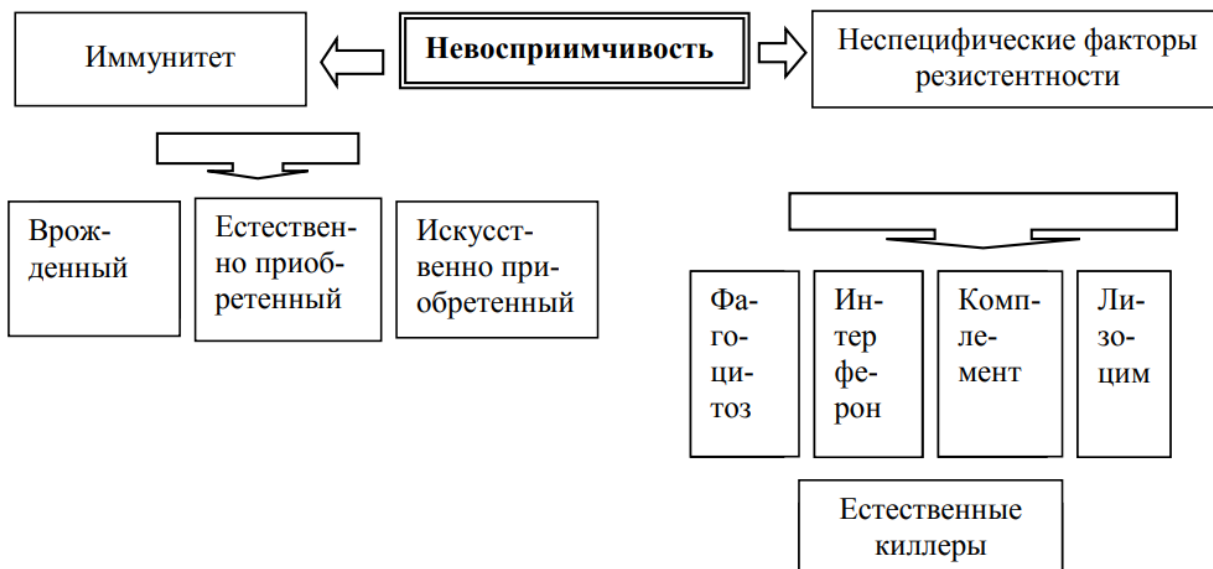 Иммунитет
Невосприимчивость
Неспецифические факторы
резистентности
Врож-
денный
Естествен-
но приоб-
ретенный
Искусст-
венно при-
обретенный
Фа-
го-
ци-
тоз
Ин-
тер
фе-
рон
Комп-
ле-
мент
Ли-
зо-
цим
Естественные
киллеры